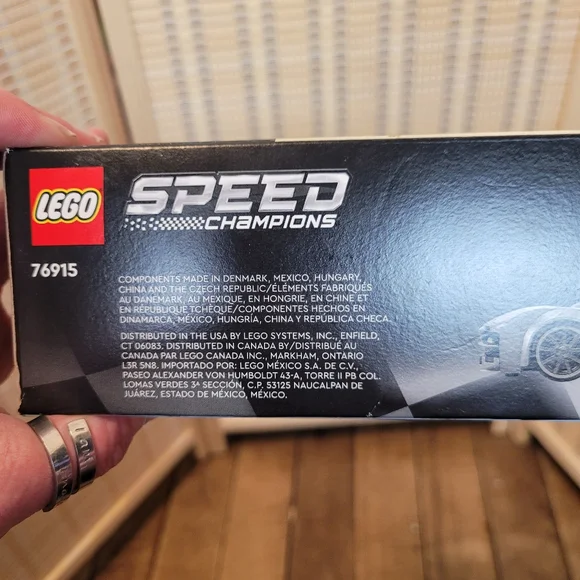 LEGO
SPEED
CHAMPIONS
76915
COMPONENTS MADE IN DENMARK, MEXICO, HUNGARY,
CHINA AND THE CZECH REPUBLIC/ÉLÉMENTS FABRIQUÉS
AU DANEMARK, AU MEXIQUE, EN HONGRIE, EN CHINE ET
EN RÉPUBLIQUE TCHÈQUE/COMPONENTES HECHOS EN
DINAMARCA, MÉXICO, HUNGRÍA, CHINA Y REPÚBLICA CHECA.
DISTRIBUTED IN THE USA BY LEGO SYSTEMS, INC., ENFIELD,
CT 06083. DISTRIBUTED IN CANADA BY/DISTRIBUÉ AU
CANADA PAR LEGO CANADA INC., MARKHAM, ONTARIO
L3R 5N8. IMPORTADO POR: LEGO MÉXICO S.A. DE C.V.,
PASEO ALEXANDER VON HUMBOLDT 43-A, TORRE II PB COL.
LOMAS VERDES 3ª SECCIÓN, C.P. 53125 NAUCALPAN DE
JUÁREZ, ESTADO DE MÉXICO, MÉXICO.